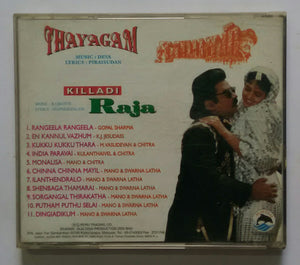 THAYAGAM
MUSIC : DEVA
LYRICS : PIRAISUDAN
KILLADI
Raja
1. RANGEELA RANGEELA - GOPAL SHARMA
2. EN KANNUL VAZHUM - K.J. JESUDASS
3. KUKKU KUKKU THARA - M. VASUDEVAN & CHITRA
4. INDIA PARAVAI - KULANTHAIVEL & CHITRA
5. MONALISA - MANO & CHITRA
6. CHINNA CHINNA MAYIL - MANO & SWARNA LATHA
7. ILANTHENDRALO - MANO & SWARNA LATHA
8. SHENBAGA THAMARAI - MANO & SWARNA LATHA
9. SORGANGAL THIRAKATHA - MANO & SWARNA LATHA
10. PUTHAM PUTHU SELAI - MANO & SWARNA LATHA
11. DINGIADIKUM - MANO & SWARNA LATHA